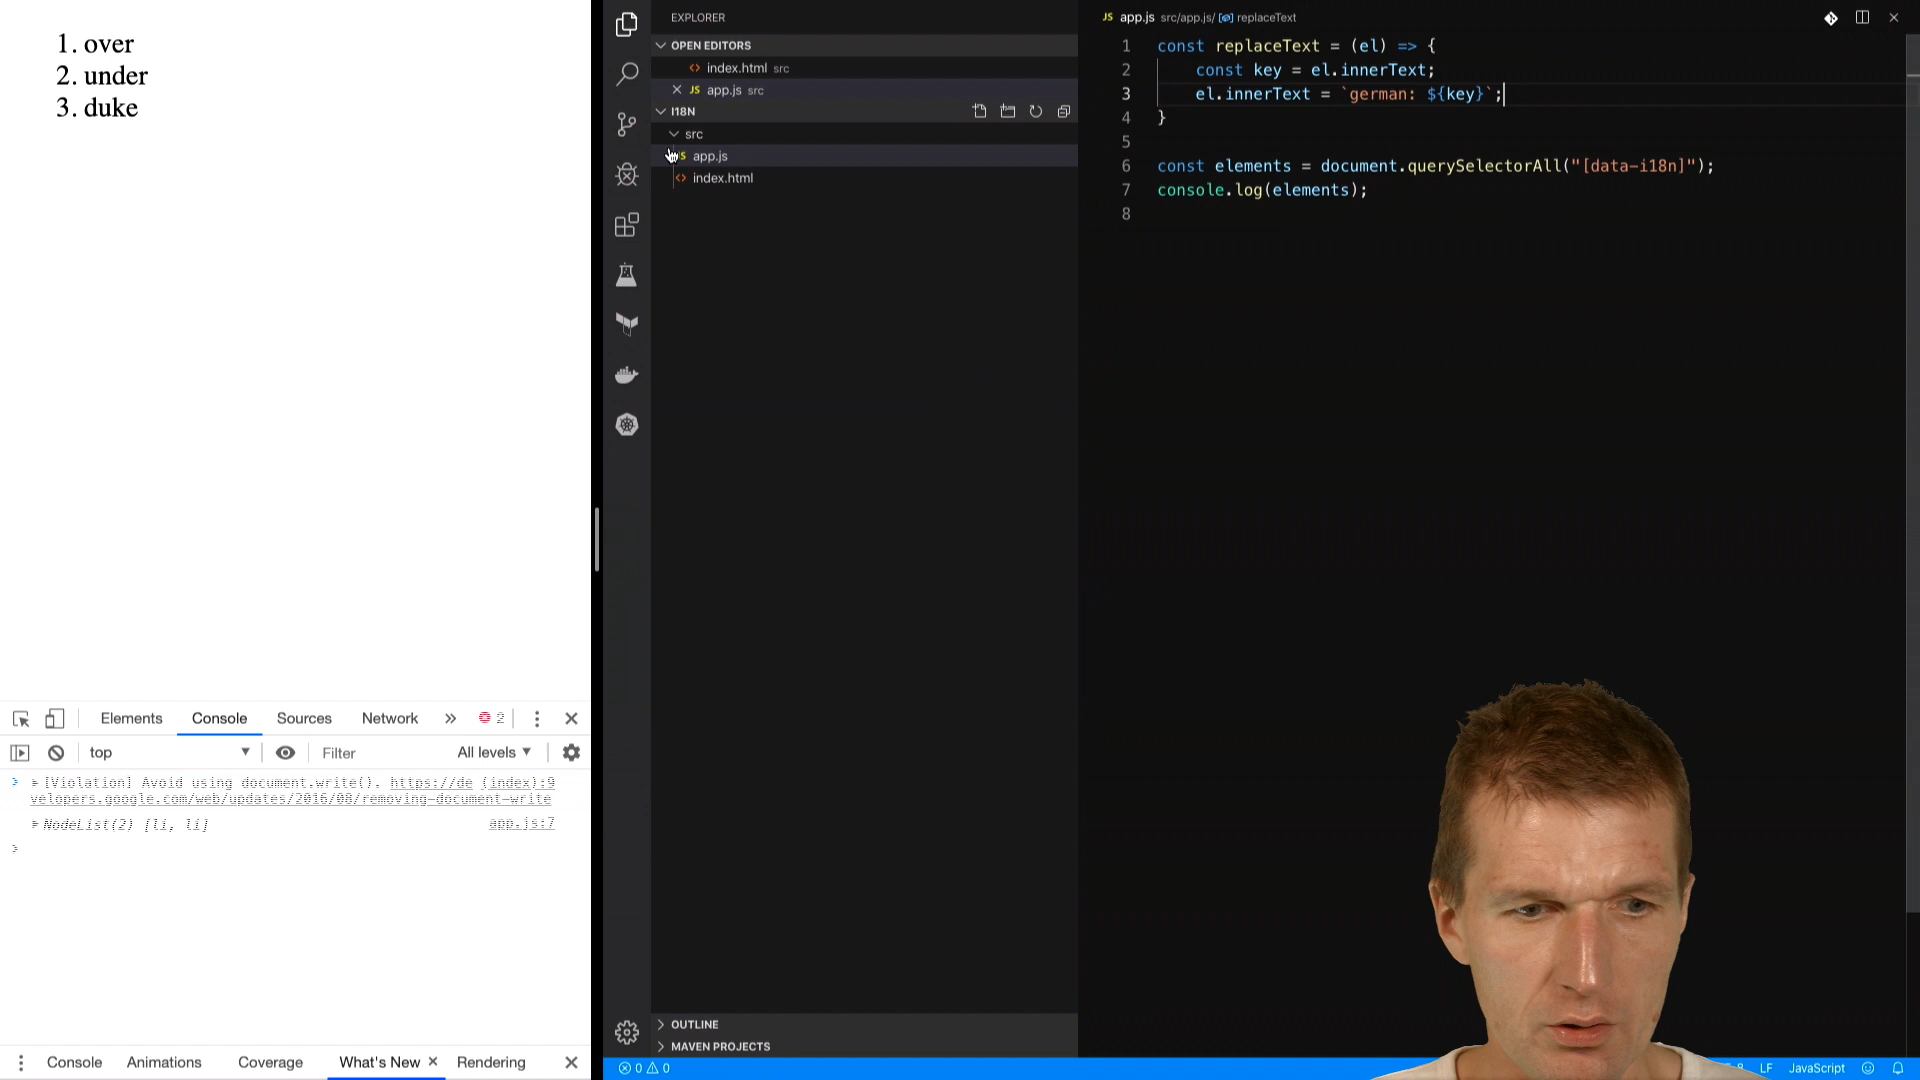 1. over
2. under
3. duke
Elements
Console
Sources
Network
2
top
Filter
All levels
[Violation] Avoid using document.write(). https://de (index):9
velopers.google.com/web/updates/2016/08/removing-document-write
NodeList(2) [li, li] app.js:7
Console
Animations
Coverage
What's New
Rendering
EXPLORER
OPEN EDITORS
index.html src
JS app.js src
I18N
src
app.js
index.html
OUTLINE
MAVEN PROJECTS
0 0
JS app.js src/app.js/ replaceText
1 const replaceText = (el) => {
2 const key = el.innerText;
3 el.innerText = `german: ${key}`;
4 }
5
6 const elements = document.querySelectorAll("[data-i18n]");
7 console.log(elements);
8
LF
JavaScript